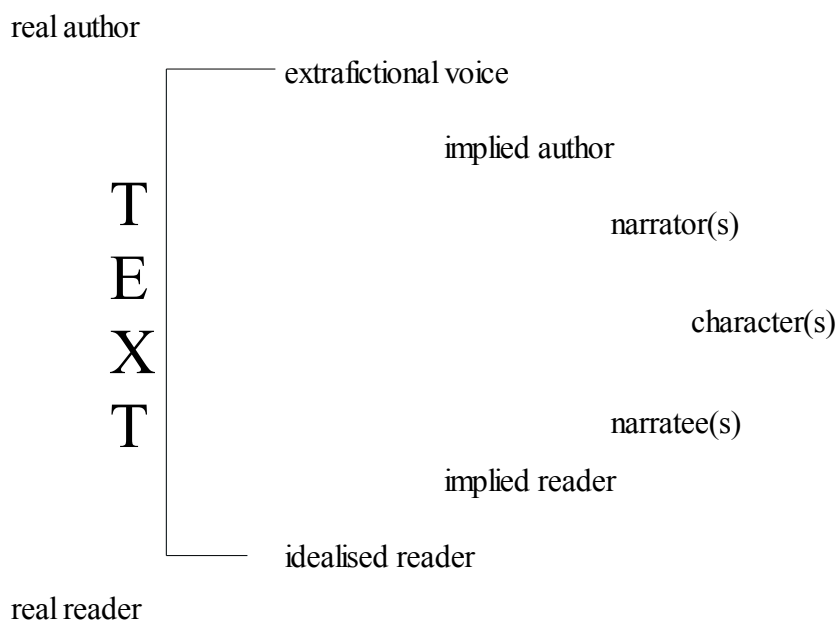 real author
extrafictional voice
implied author
narrator(s)
character(s)
narratee(s)
implied reader
idealised reader
real reader
T
E
X
T